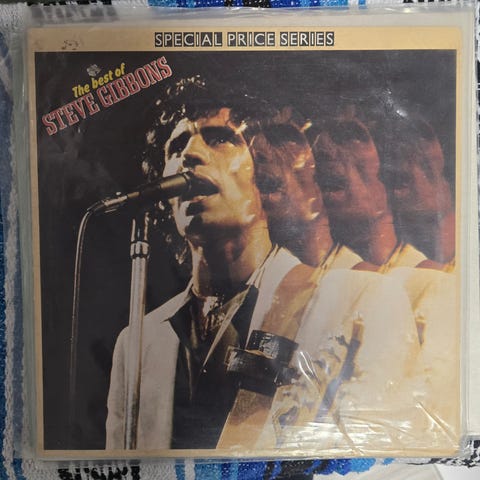 SPECIAL PRICE SERIES
The best of
STEVE GIBBONS